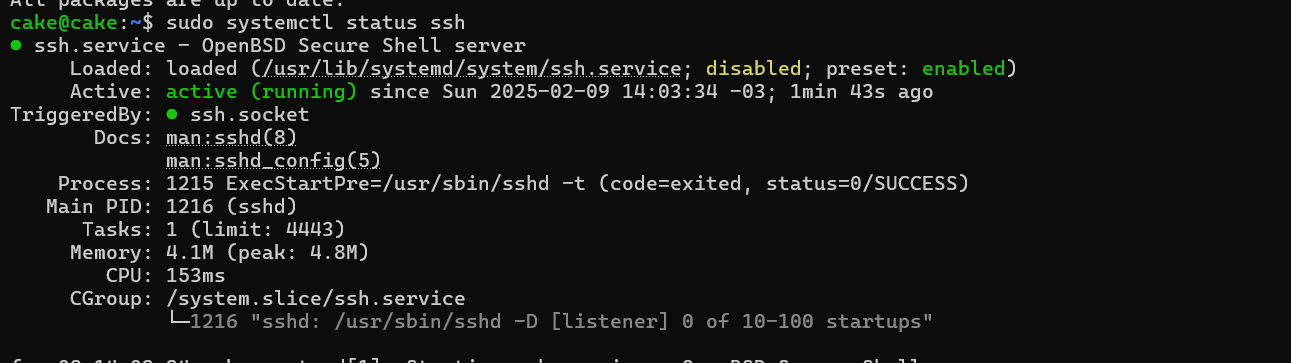 All packages are up to date.
cake@cake:~$ sudo systemctl status ssh
● ssh.service - OpenBSD Secure Shell server
Loaded: loaded (/usr/lib/systemd/system/ssh.service; disabled; preset: enabled)
Active: active (running) since Sun 2025-02-09 14:03:34 -03; 1min 43s ago
TriggeredBy: ● ssh.socket
Docs: man:sshd(8)
man:sshd_config(5)
Process: 1215 ExecStartPre=/usr/sbin/sshd -t (code=exited, status=0/SUCCESS)
Main PID: 1216 (sshd)
Tasks: 1 (limit: 4443)
Memory: 4.1M (peak: 4.8M)
CPU: 153ms
CGroup: /system.slice/ssh.service
└─1216 "sshd: /usr/sbin/sshd -D [listener] 0 of 10-100 startups"